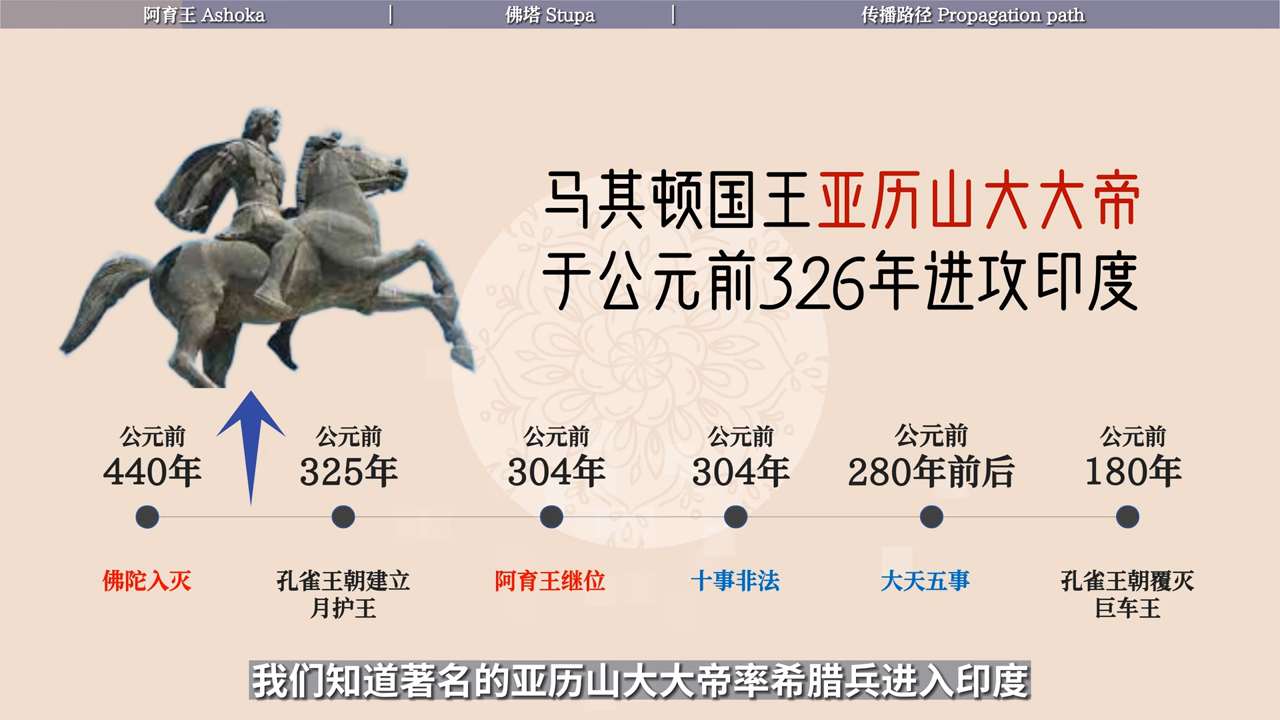 阿育王 Ashoka | 佛塔 Stupa | 传播路径 Propagation path
马其顿国王亚历山大大帝
于公元前326年进攻印度
公元前
440年
佛陀入灭
公元前
325年
孔雀王朝建立
月护王
公元前
304年
阿育王继位
公元前
304年
十事非法
公元前
280年前后
大天五事
公元前
180年
孔雀王朝覆灭
巨车王
我们知道著名的亚历山大大帝率希腊兵进入印度